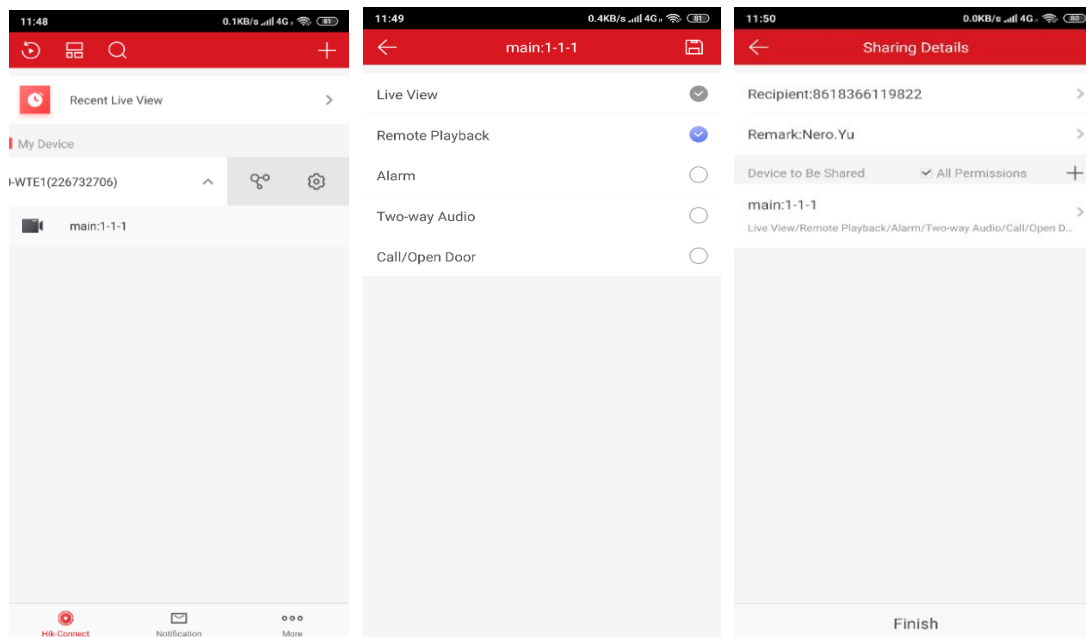 11:48 0.1KB/s 4G 81
Recent Live View
My Device
-WTE1(226732706)
main:1-1-1
Hik-Connect Notification More
11:49 0.4KB/s 4G 81
main:1-1-1
Live View
Remote Playback
Alarm
Two-way Audio
Call/Open Door
11:50 0.0KB/s 4G 80
Sharing Details
Recipient:8618366119822
Remark:Nero.Yu
Device to Be Shared All Permissions
main:1-1-1
Live View/Remote Playback/Alarm/Two-way Audio/Call/Open D...
Finish